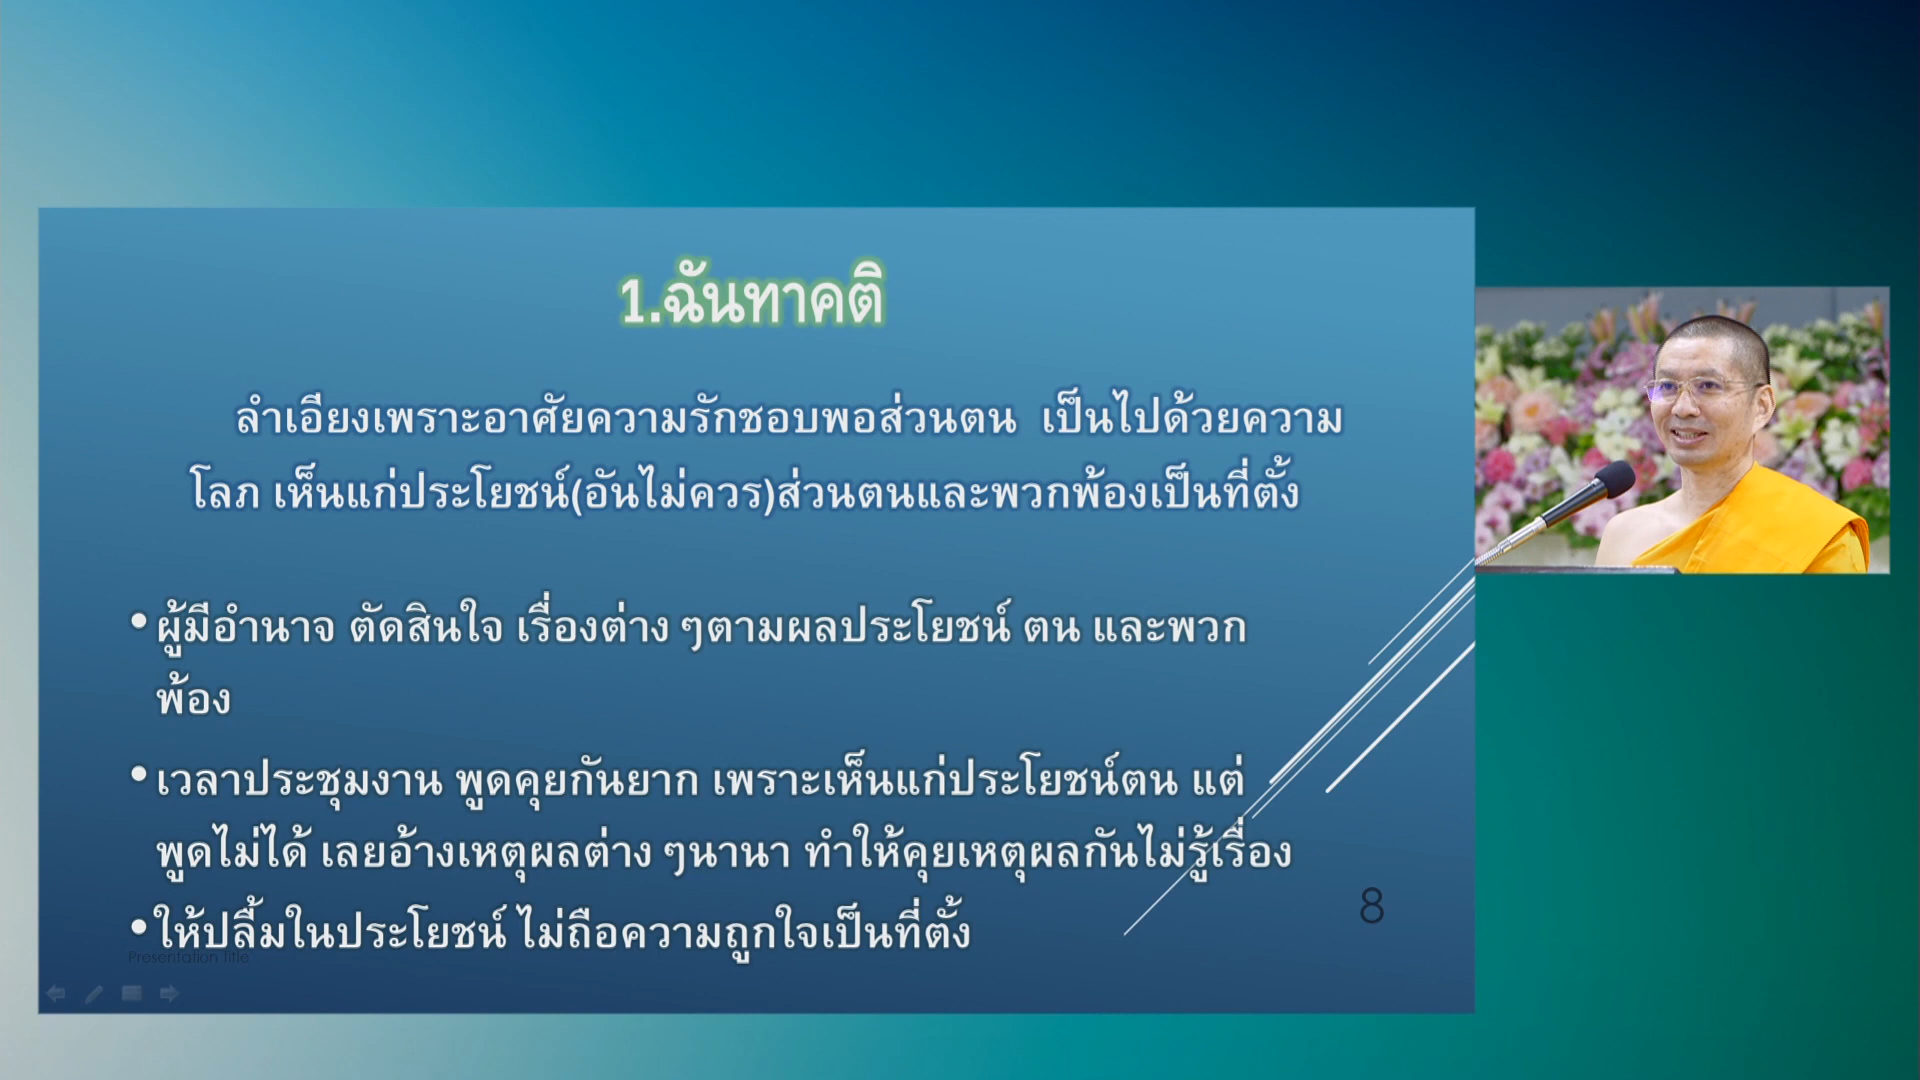 1.ฉันทาคติ
ลำเอียงเพราะอาศัยความรักชอบพอส่วนตน เป็นไปด้วยความ
โลภ เห็นแก่ประโยชน์(อันไม่ควร)ส่วนตนและพวกพ้องเป็นที่ตั้ง
•ผู้มีอำนาจ ตัดสินใจ เรื่องต่าง ๆตามผลประโยชน์ ตน และพวก
พ้อง
•เวลาประชุมงาน พูดคุยกันยาก เพราะเห็นแก่ประโยชน์ตน แต่
พูดไม่ได้ เลยอ้างเหตุผลต่าง ๆนานา ทำให้คุยเหตุผลกันไม่รู้เรื่อง
•ให้ปลื้มในประโยชน์ ไม่ถือความถูกใจเป็นที่ตั้ง
8
Presentation Title